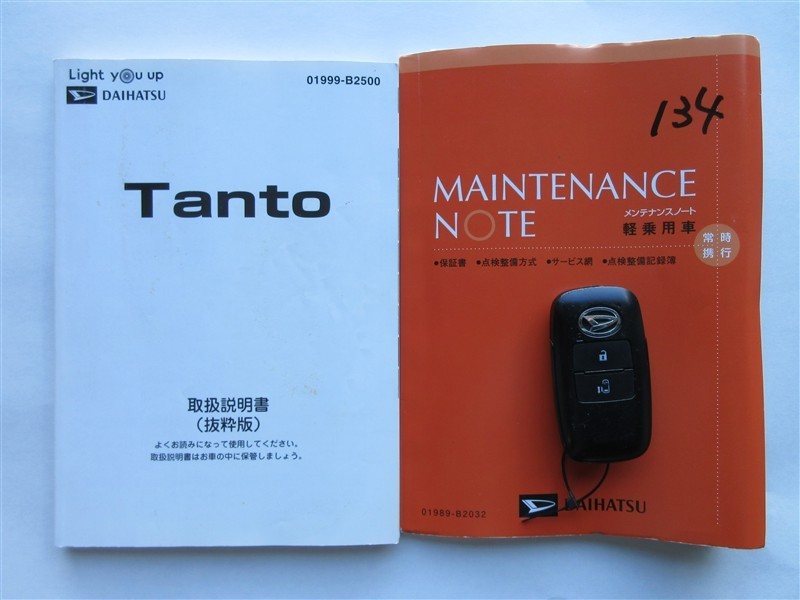 Light you up
DAIHATSU
01999-B2500
Tanto
取扱説明書
（抜粋版）
よくお読みになって使用してください。
取扱説明書はお車の中に保管しましょう。
134
MAINTENANCE
NOTE
メンテナンスノート
軽乗用車
常時
携行
●保証書 ●点検整備方式 ●サービス網 ●点検整備記録簿
01989-B2032
DAIHATSU